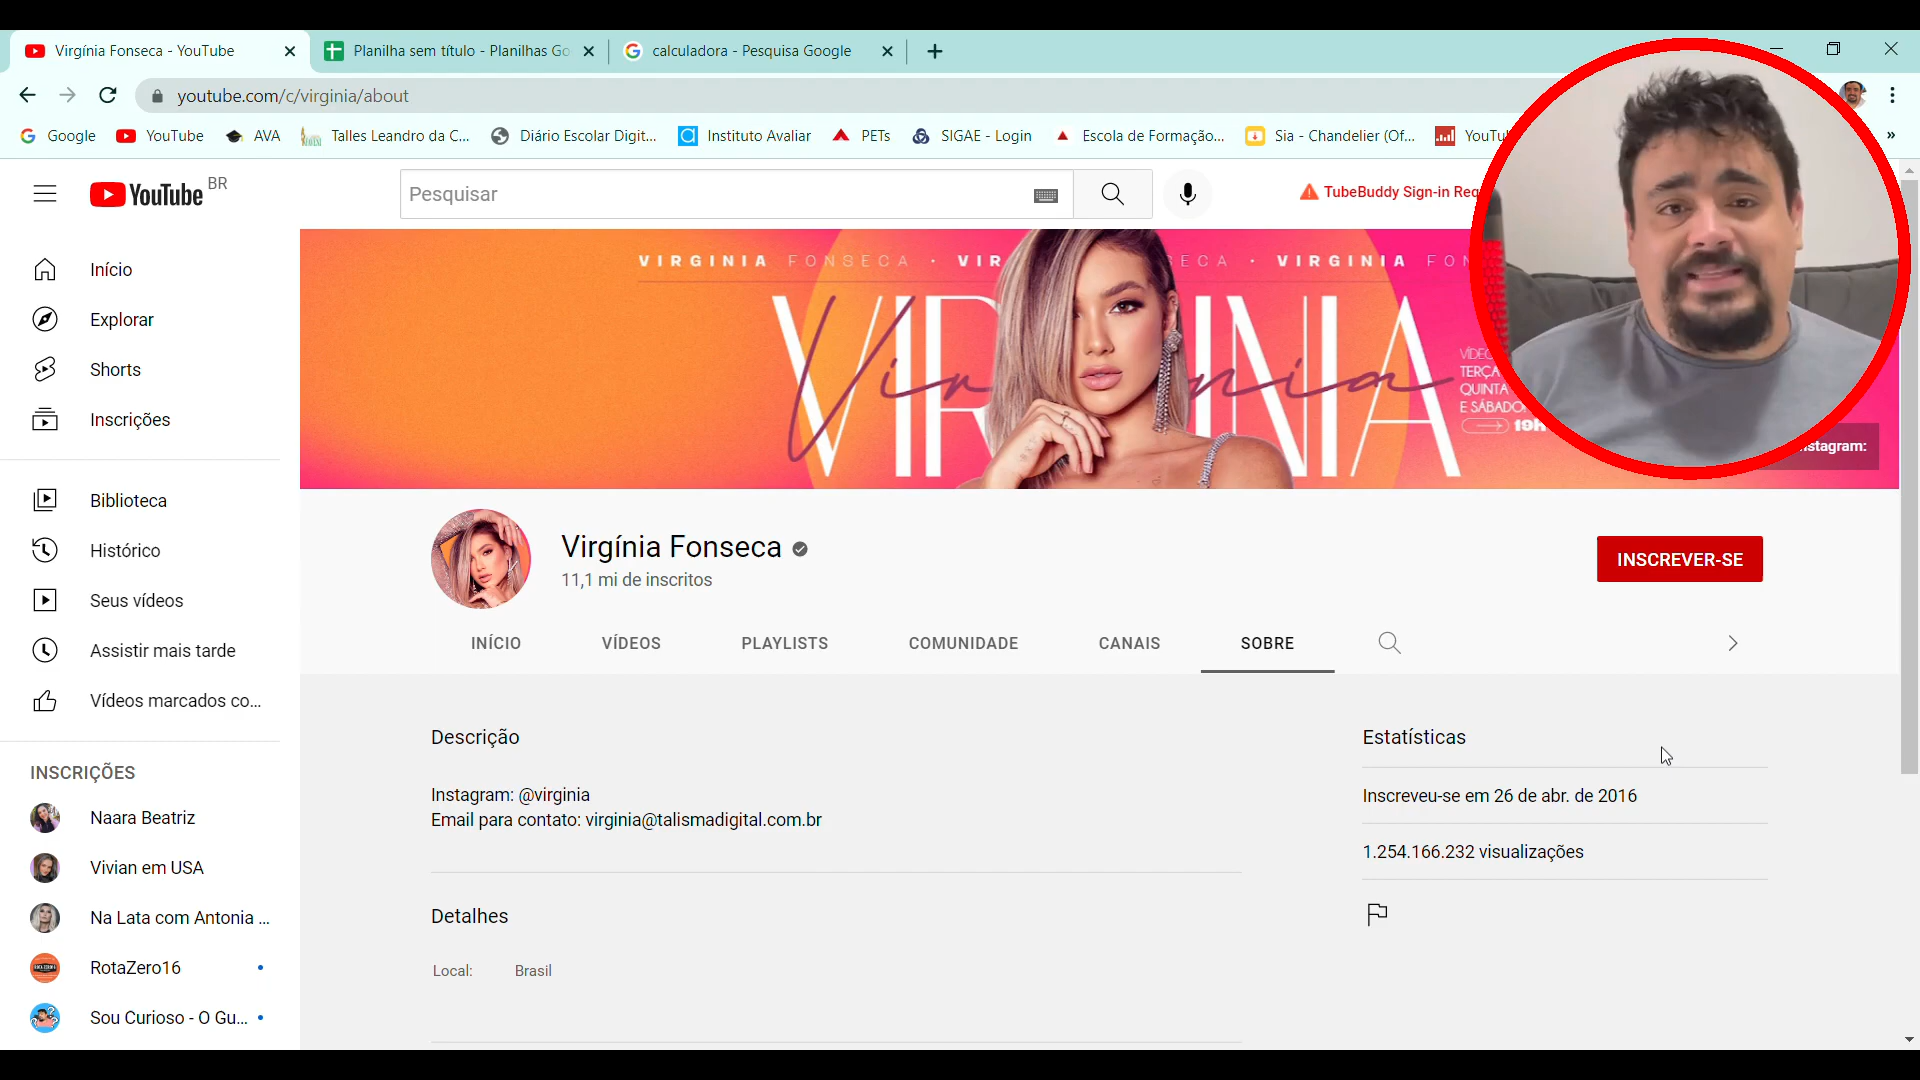 Virgínia Fonseca - YouTube
Planilha sem título - Planilhas Go
calculadora - Pesquisa Google
youtube.com/c/virginia/about
Google
YouTube
AVA
Talles Leandro da C...
Diário Escolar Digit...
Instituto Avaliar
PETs
SIGAE - Login
Escola de Formação...
Sia - Chandelier (Of...
YouTu
YouTube BR
Pesquisar
TubeBuddy Sign-in Req
Início
Explorar
Shorts
Inscrições
Biblioteca
Histórico
Seus vídeos
Assistir mais tarde
Vídeos marcados co...
INSCRIÇÕES
Naara Beatriz
Vivian em USA
Na Lata com Antonia ...
RotaZero16
Sou Curioso - O Gu...
VIRGINIA FONSECA · VIR ECA · VIRGINIA FON
VIRGINIA
Virginia
VÍDEO
TERÇA
QUINTA
E SÁBADO
19H
stagram:
Virgínia Fonseca
11,1 mi de inscritos
INSCREVER-SE
INÍCIO
VÍDEOS
PLAYLISTS
COMUNIDADE
CANAIS
SOBRE
Descrição
Instagram: @virginia
Email para contato: virginia@talismadigital.com.br
Detalhes
Local:
Brasil
Estatísticas
Inscreveu-se em 26 de abr. de 2016
1.254.166.232 visualizações